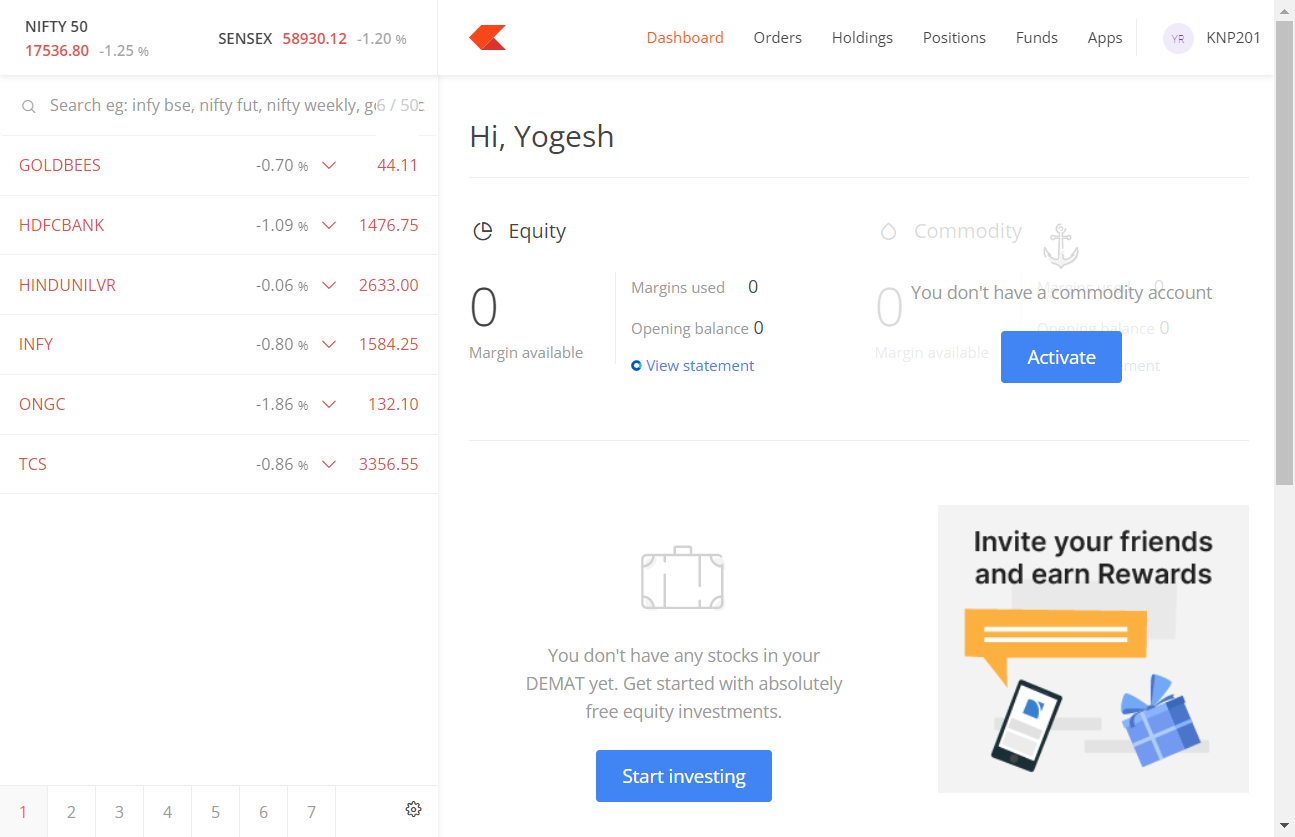 NIFTY 50
17536.80 -1.25 %
SENSEX 58930.12 -1.20 %
Dashboard Orders Holdings Positions Funds Apps YR KNP201
Search eg: infy bse, nifty fut, nifty weekly, 6 / 50
GOLDBEES -0.70 % 44.11
HDFCBANK -1.09 % 1476.75
HINDUNILVR -0.06 % 2633.00
INFY -0.80 % 1584.25
ONGC -1.86 % 132.10
TCS -0.86 % 3356.55
1 2 3 4 5 6 7
Hi, Yogesh
Equity
0
Margin available
Margins used 0
Opening balance 0
View statement
Commodity
0
Margin available
Margins used 0
You don't have a commodity account
Opening balance 0
Activate
You don't have any stocks in your
DEMAT yet. Get started with absolutely
free equity investments.
Start investing
Invite your friends
and earn Rewards